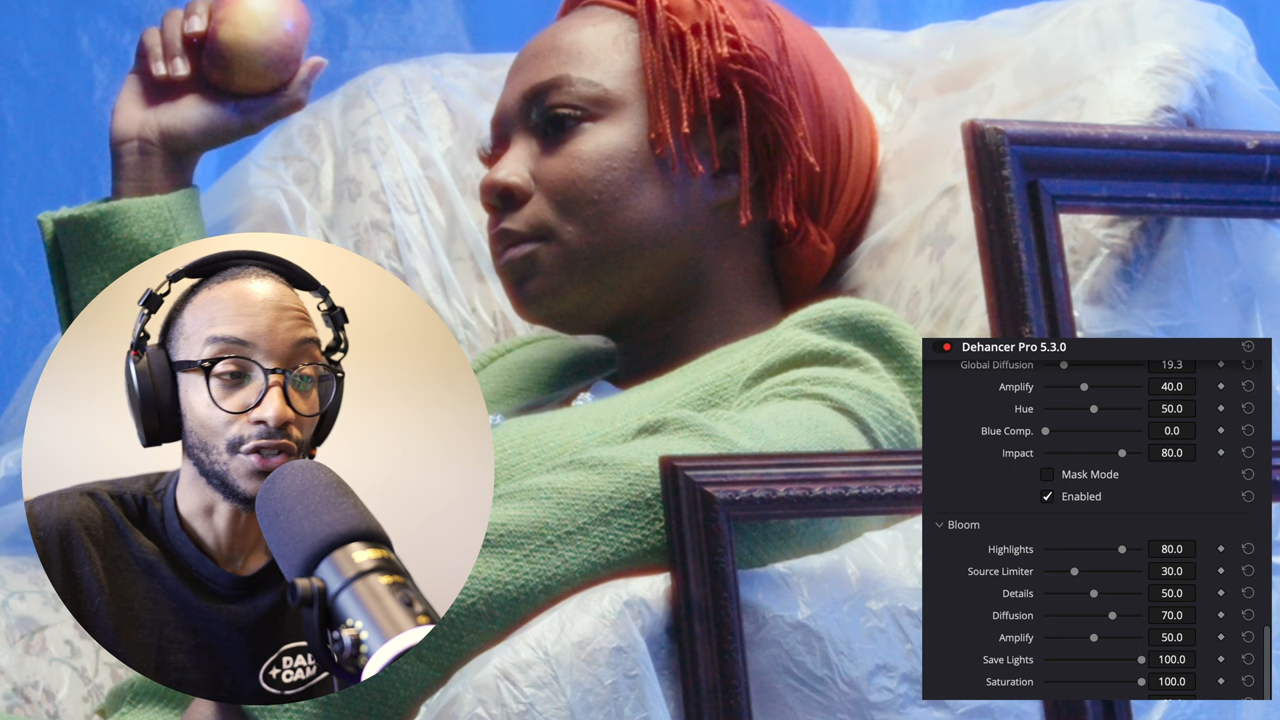 Dehancer Pro 5.3.0
Global Diffusion 19.3
Amplify 40.0
Hue 50.0
Blue Comp. 0.0
Impact 80.0
Mask Mode
Enabled
Bloom
Highlights 80.0
Source Limiter 30.0
Details 50.0
Diffusion 70.0
Amplify 50.0
Save Lights 100.0
Saturation 100.0
DAD
CAM